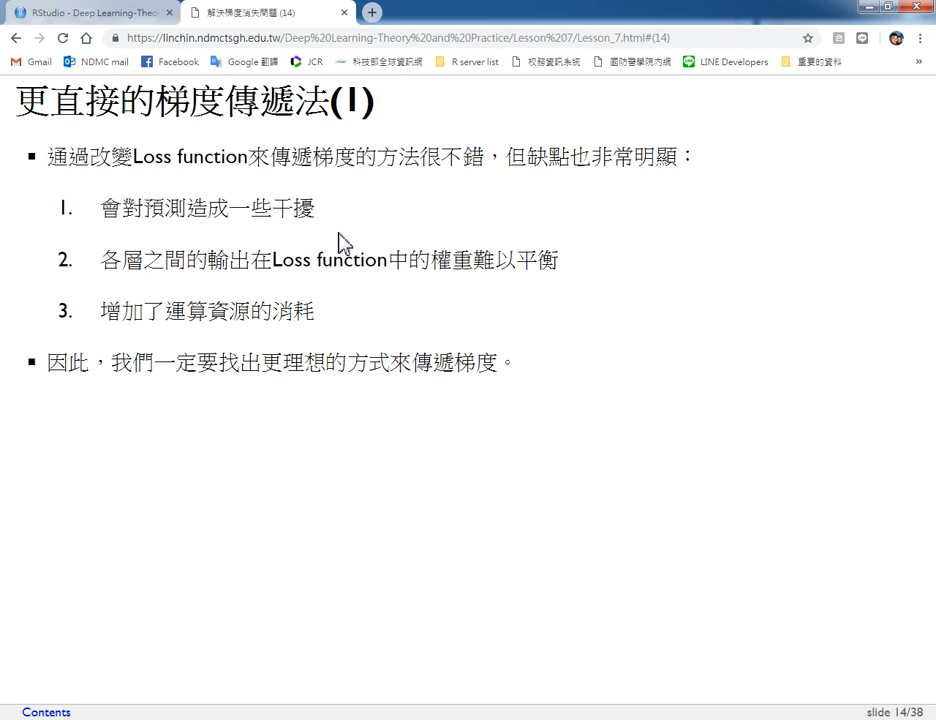 RStudio - Deep Learning-Theo
解決梯度消失問題 (14)
https://linchin.ndmctsgh.edu.tw/Deep%20Learning-Theory%20and%20Practice/Lesson%207/Lesson_7.html#(14)
Gmail NDMC mail Facebook Google 翻譯 JCR 科技部全球資訊網 R server list 校務資訊系統 國防醫學院內網 LINE Developers 重要的資料 »
更直接的梯度傳遞法(1)
▪ 通過改變Loss function來傳遞梯度的方法很不錯，但缺點也非常明顯：
1. 會對預測造成一些干擾
2. 各層之間的輸出在Loss function中的權重難以平衡
3. 增加了運算資源的消耗
▪ 因此，我們一定要找出更理想的方式來傳遞梯度。
Contents
slide 14/38